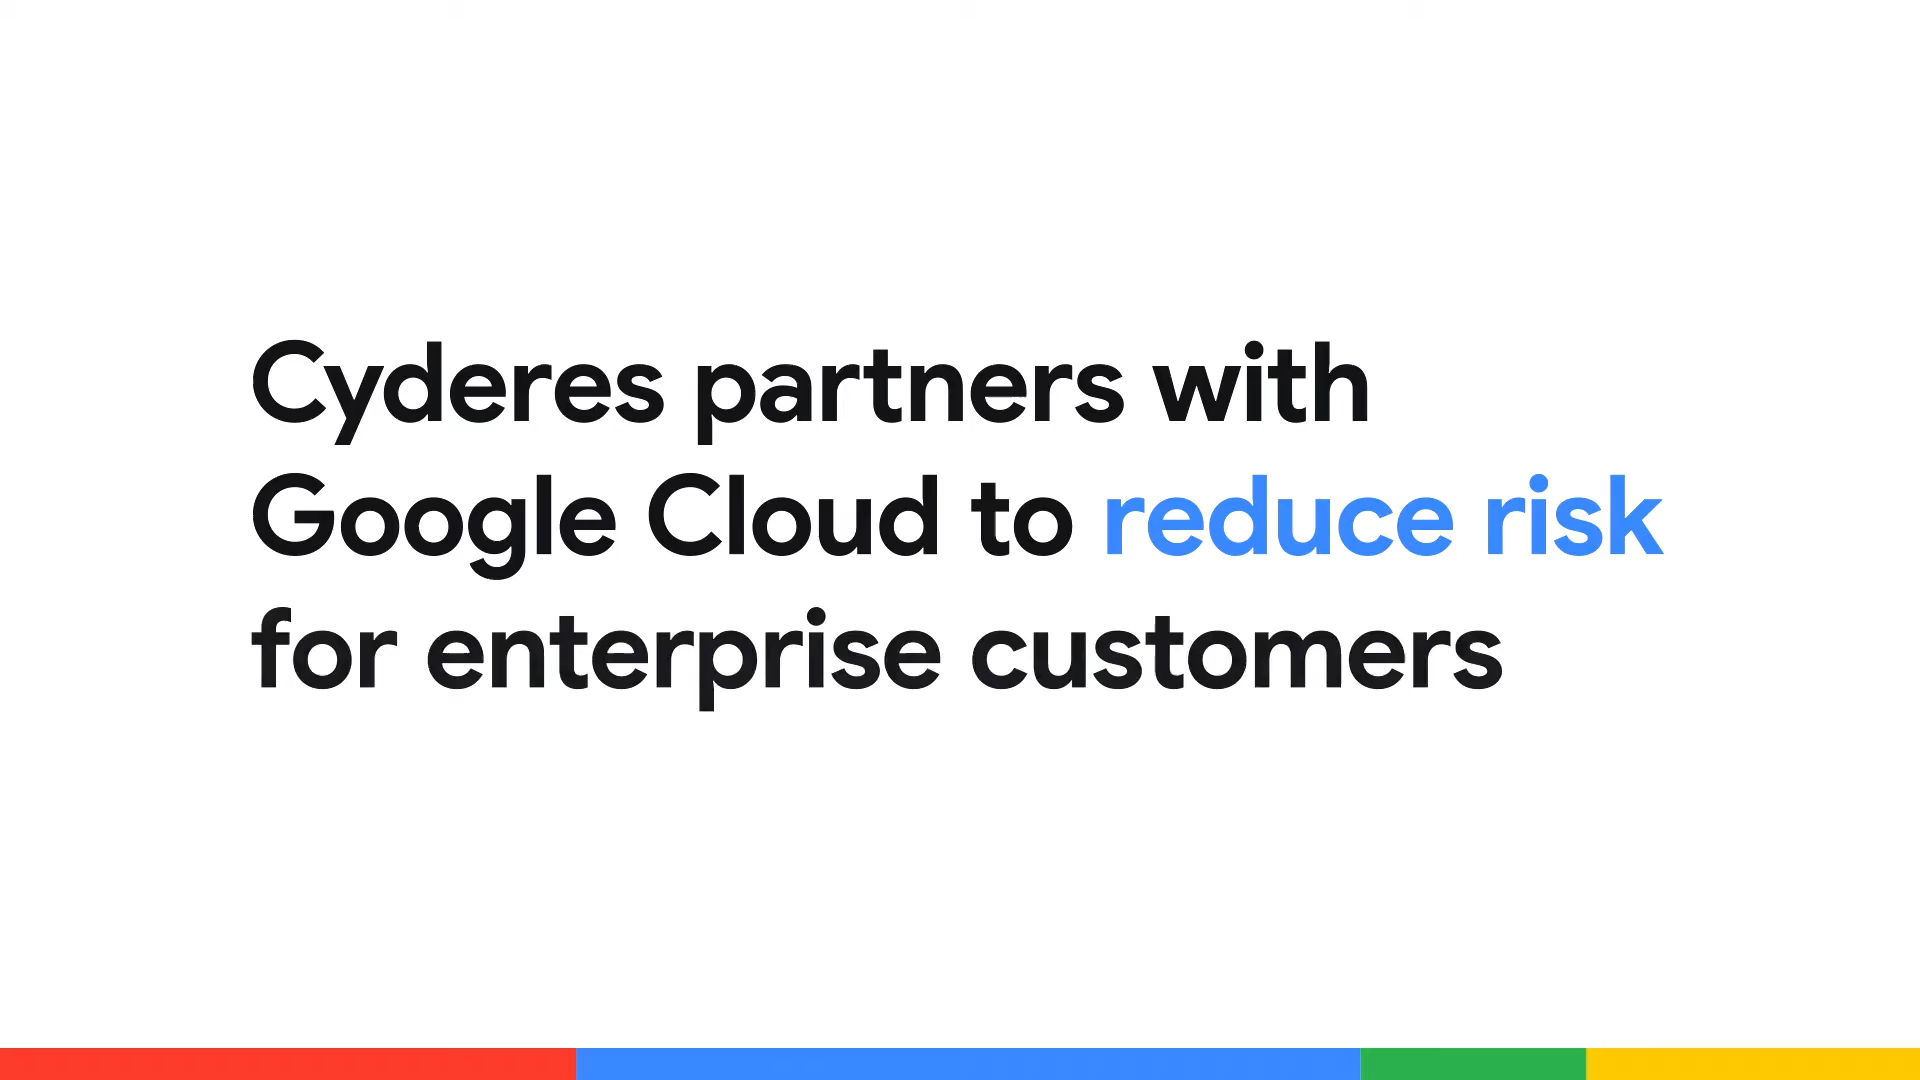 Cyderes partners with
Google Cloud to reduce risk
for enterprise customers